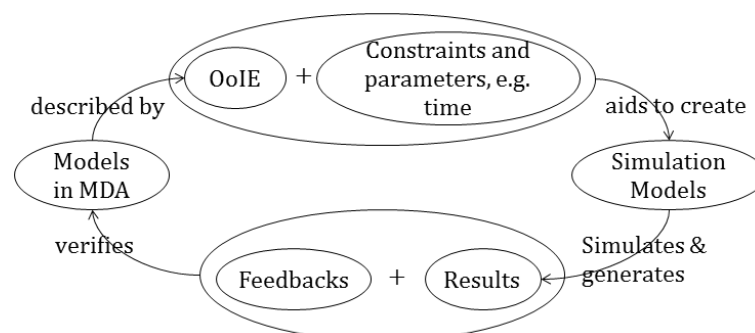 OoIE
+
Constraints and
parameters, e.g.
time
described by
aids to create
Models
in MDA
Simulation
Models
verifies
Simulates &
generates
Feedbacks
+
Results